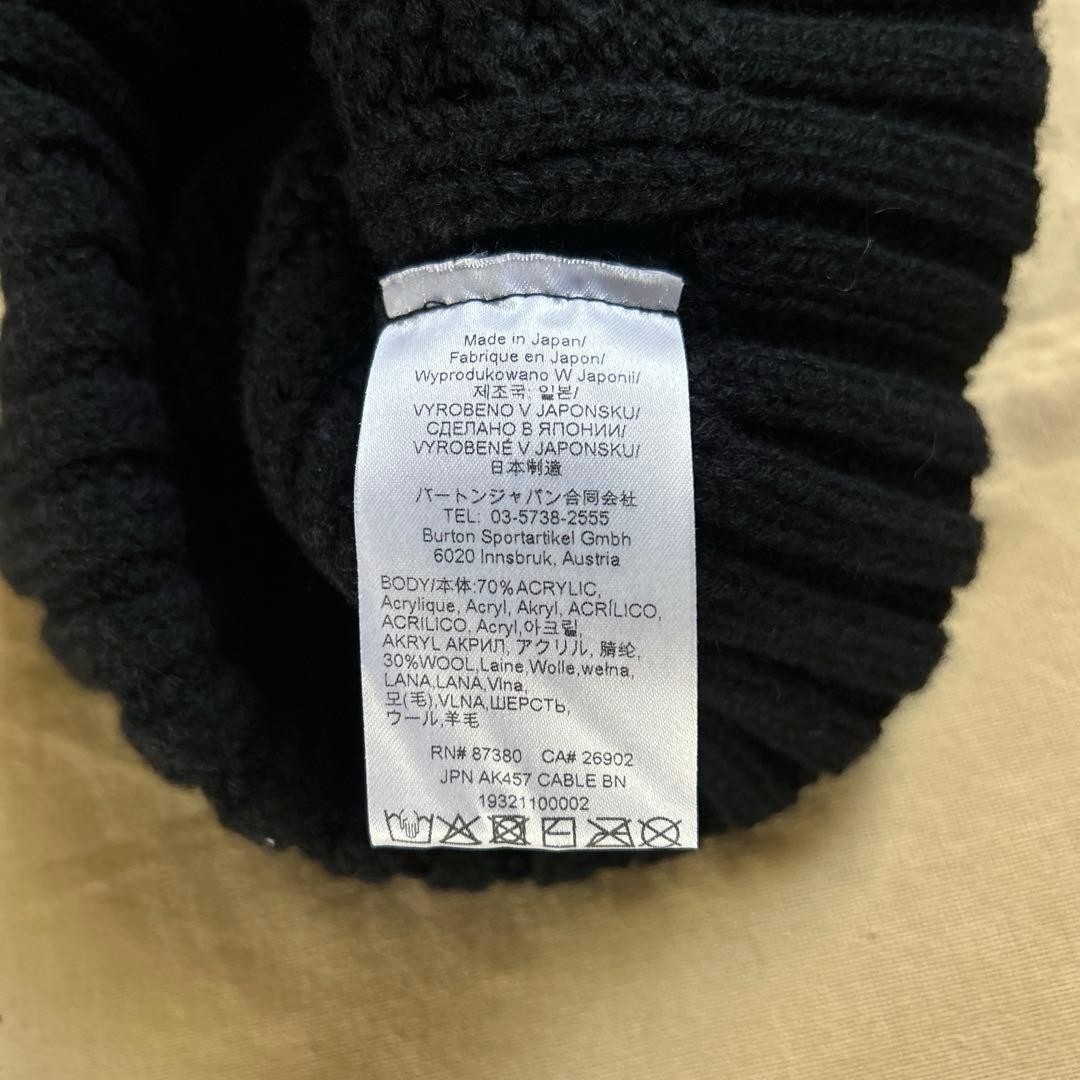 Made in Japan/
Fabrique en Japon/
Wyprodukowano W Japonii/
제조국: 일본/
VYROBENO V JAPONSKU/
СДЕЛАНО В ЯПОНИИ/
VYROBENÉ V JAPONSKU/
日本制造
バートンジャパン合同会社
TEL: 03-5738-2555
Burton Sportartikel Gmbh
6020 Innsbruk, Austria
BODY/本体:70%ACRYLIC,
Acrylique, Acryl, Akryl, ACRÍLICO,
ACRILICO, Acryl,아크릴,
AKRYL АКРИЛ, アクリル, 腈纶,
30%WOOL,Laine,Wolle,wełna,
LANA,LANA,Vlna,
모(毛),VLNA,ШЕРСТЬ,
ウール,羊毛
RN# 87380 CA# 26902
JPN AK457 CABLE BN
19321100002